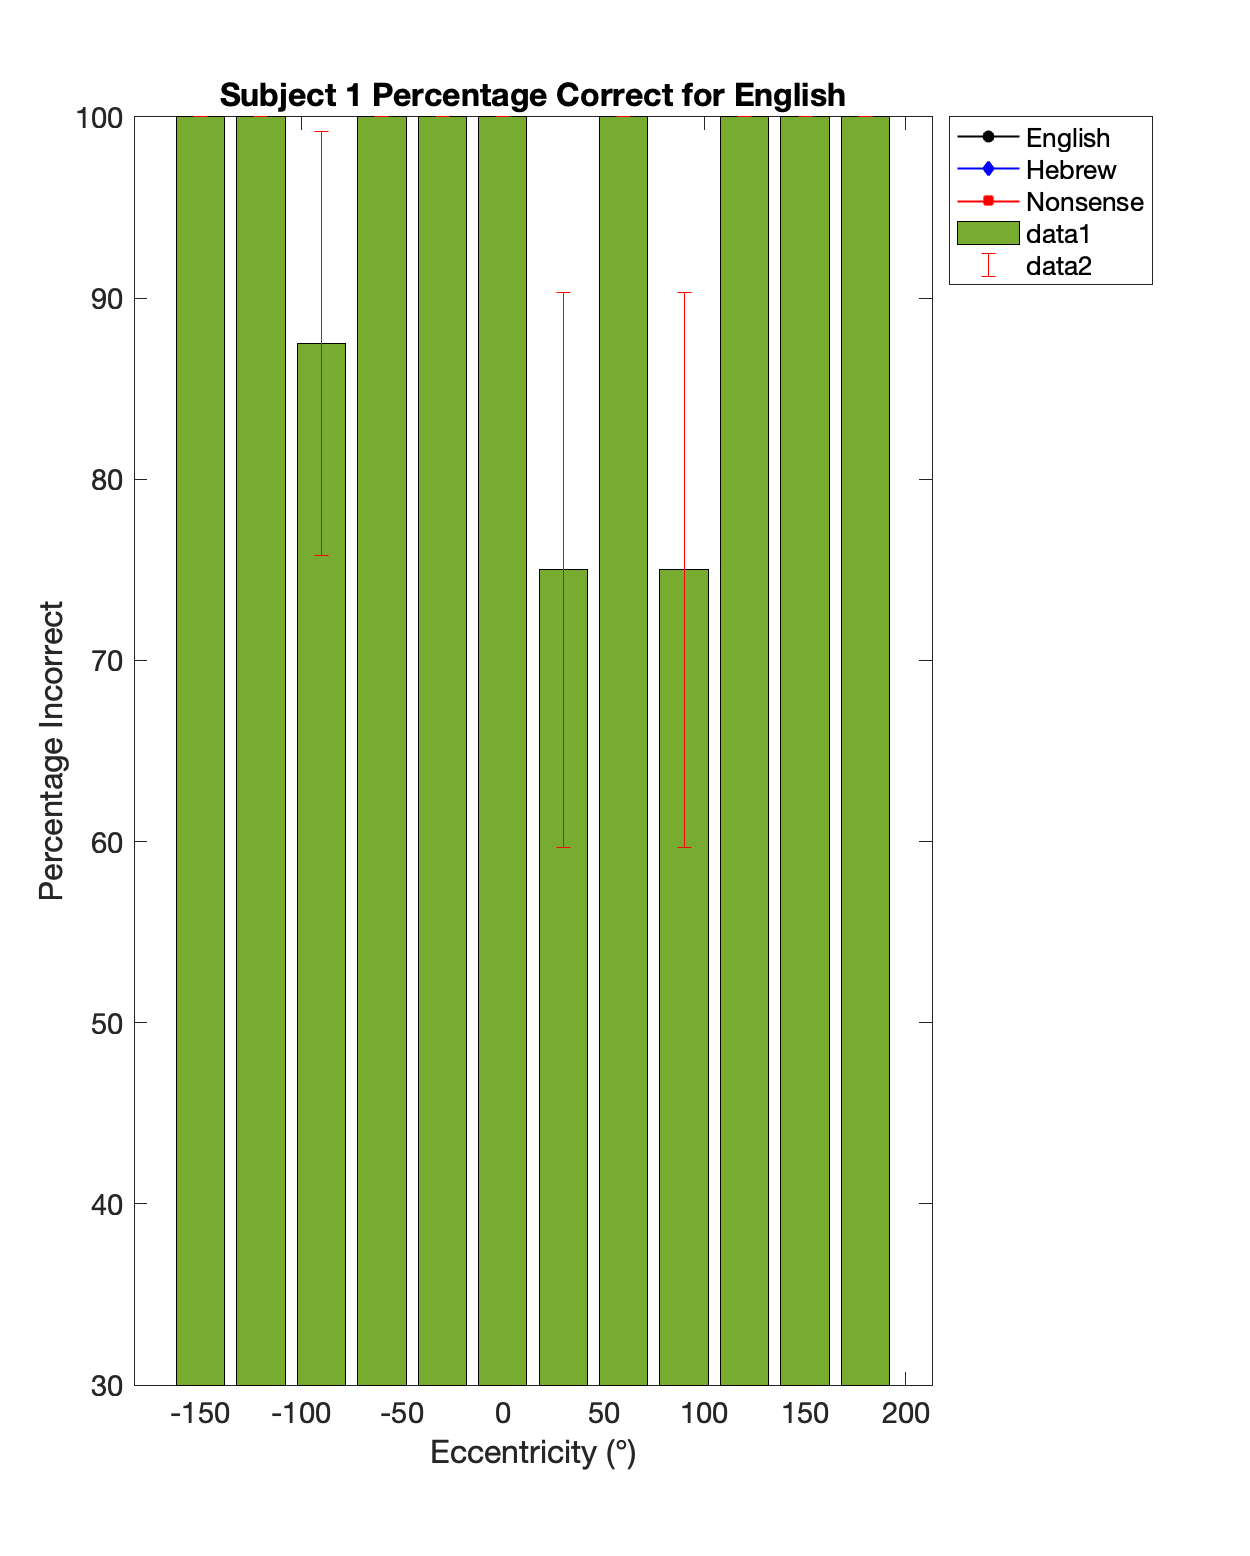 Subject 1 Percentage Correct for English
100
90
80
70
60
50
40
30
Percentage Incorrect
-150 -100 -50 0 50 100 150 200
Eccentricity (°)
English
Hebrew
Nonsense
data1
data2